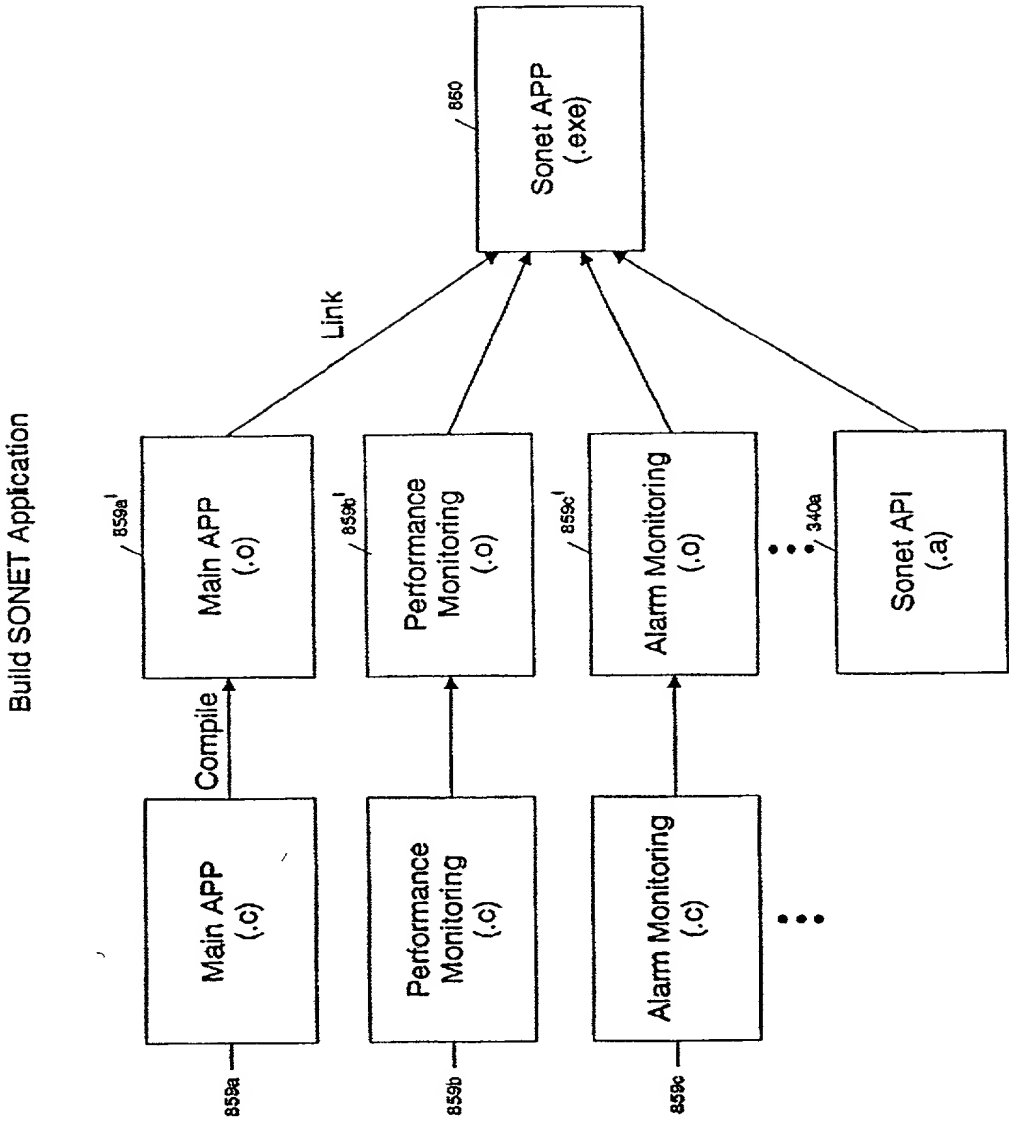 Build SONET Application
859a
Main APP
(.c)
Compile
859a'
Main APP
(.o)
Link
859b
Performance
Monitoring
(.c)
859b'
Performance
Monitoring
(.o)
859c
Alarm Monitoring
(.c)
859c'
Alarm Monitoring
(.o)
340a
Sonet API
(.a)
860
Sonet APP
(.exe)